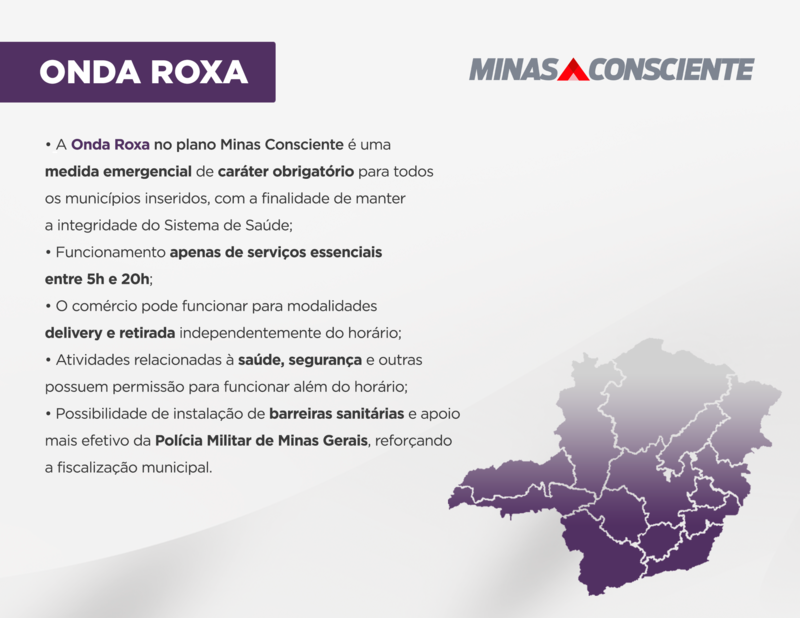 ONDA ROXA
MINAS CONSCIENTE
• A Onda Roxa no plano Minas Consciente é uma
medida emergencial de caráter obrigatório para todos
os municípios inseridos, com a finalidade de manter
a integridade do Sistema de Saúde;
• Funcionamento apenas de serviços essenciais
entre 5h e 20h;
• O comércio pode funcionar para modalidades
delivery e retirada independentemente do horário;
• Atividades relacionadas à saúde, segurança e outras
possuem permissão para funcionar além do horário;
• Possibilidade de instalação de barreiras sanitárias e apoio
mais efetivo da Polícia Militar de Minas Gerais, reforçando
a fiscalização municipal.